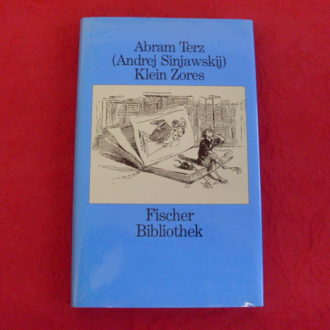 Abram Terz
(Andrej Sinjawskij)
Klein Zores
Fischer
Bibliothek